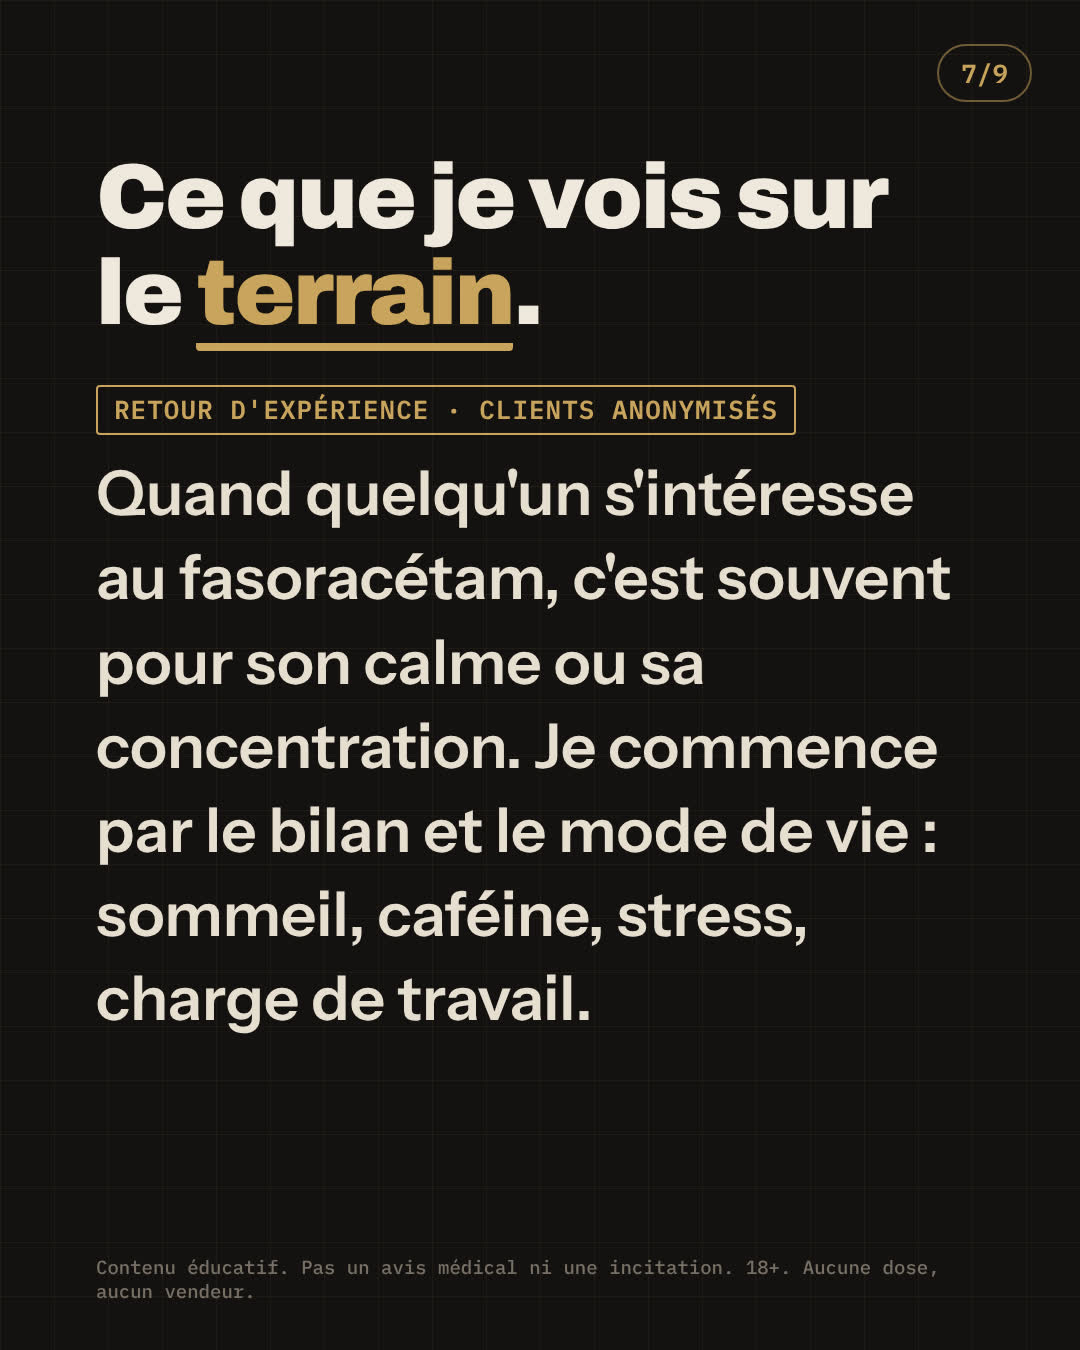 7/9
Ce que je vois sur
le terrain.
RETOUR D'EXPÉRIENCE · CLIENTS ANONYMISÉS
Quand quelqu'un s'intéresse
au fasoracétam, c'est souvent
pour son calme ou sa
concentration. Je commence
par le bilan et le mode de vie :
sommeil, caféine, stress,
charge de travail.
Contenu éducatif. Pas un avis médical ni une incitation. 18+. Aucune dose,
aucun vendeur.